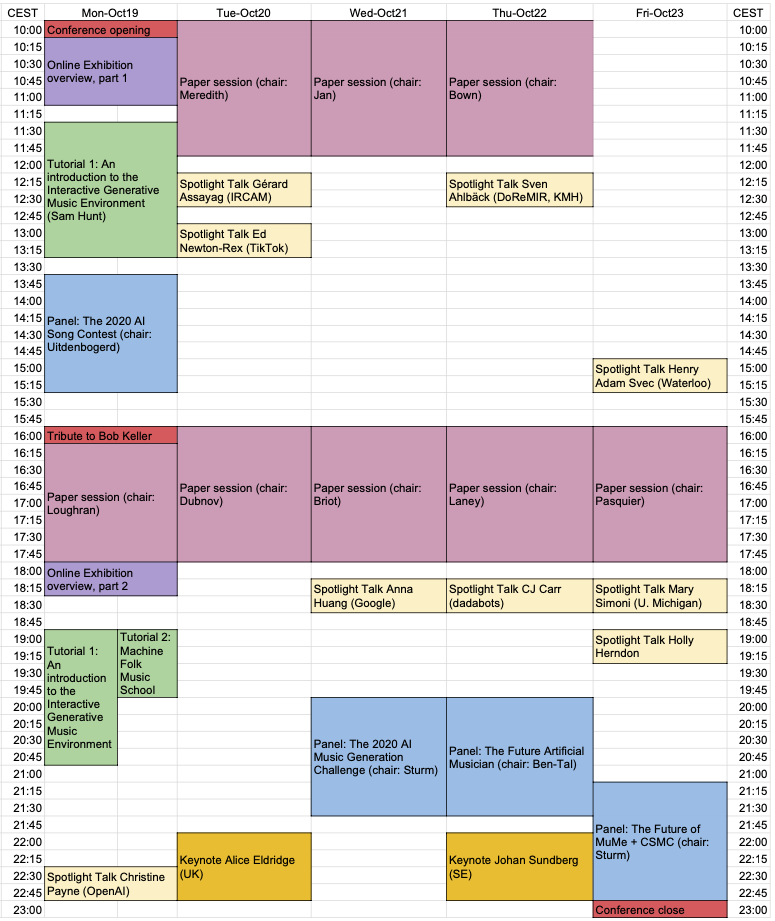 CEST Mon-Oct19 Tue-Oct20 Wed-Oct21 Thu-Oct22 Fri-Oct23 CEST
10:00 Conference opening 10:00
10:15 10:15
10:30 Online Exhibition 10:30
10:45 overview, part 1 Paper session (chair: Paper session (chair: Paper session (chair: 10:45
11:00 Meredith) Jan) Bown) 11:00
11:15 11:15
11:30 11:30
11:45 11:45
12:00 Tutorial 1: An 12:00
12:15 introduction to the Spotlight Talk Gérard Spotlight Talk Sven 12:15
12:30 Interactive Generative Assayag (IRCAM) Ahlbäck (DoReMIR, KMH) 12:30
12:45 Music Environment 12:45
13:00 (Sam Hunt) Spotlight Talk Ed 13:00
13:15 Newton-Rex (TikTok) 13:15
13:30 13:30
13:45 13:45
14:00 14:00
14:15 Panel: The 2020 AI 14:15
14:30 Song Contest (chair: 14:30
14:45 Uitdenbogerd) 14:45
15:00 Spotlight Talk Henry 15:00
15:15 Adam Svec (Waterloo) 15:15
15:30 15:30
15:45 15:45
16:00 Tribute to Bob Keller 16:00
16:15 16:15
16:30 16:30
16:45 Paper session (chair: Paper session (chair: Paper session (chair: Paper session (chair: Paper session (chair: 16:45
17:00 Loughran) Dubnov) Briot) Laney) Pasquier) 17:00
17:15 17:15
17:30 17:30
17:45 17:45
18:00 Online Exhibition 18:00
18:15 overview, part 2 Spotlight Talk Anna Spotlight Talk CJ Carr Spotlight Talk Mary 18:15
18:30 Huang (Google) (dadabots) Simoni (U. Michigan) 18:30
18:45 18:45
19:00 Tutorial 1: Tutorial 2: Spotlight Talk Holly 19:00
19:15 An Machine Herndon 19:15
19:30 introduction Folk 19:30
19:45 to the Music 19:45
20:00 Interactive School 20:00
20:15 Generative Panel: The 2020 AI 20:15
20:30 Music Music Generation Panel: The Future Artificial 20:30
20:45 Environment Challenge (chair: Sturm) Musician (chair: Ben-Tal) 20:45
21:00 21:00
21:15 21:15
21:30 21:30
21:45 Panel: The Future of 21:45
22:00 MuMe + CSMC (chair: 22:00
22:15 Keynote Alice Eldridge Keynote Johan Sundberg Sturm) 22:15
22:30 Spotlight Talk Christine (UK) (SE) 22:30
22:45 Payne (OpenAI) 22:45
23:00 Conference close 23:00